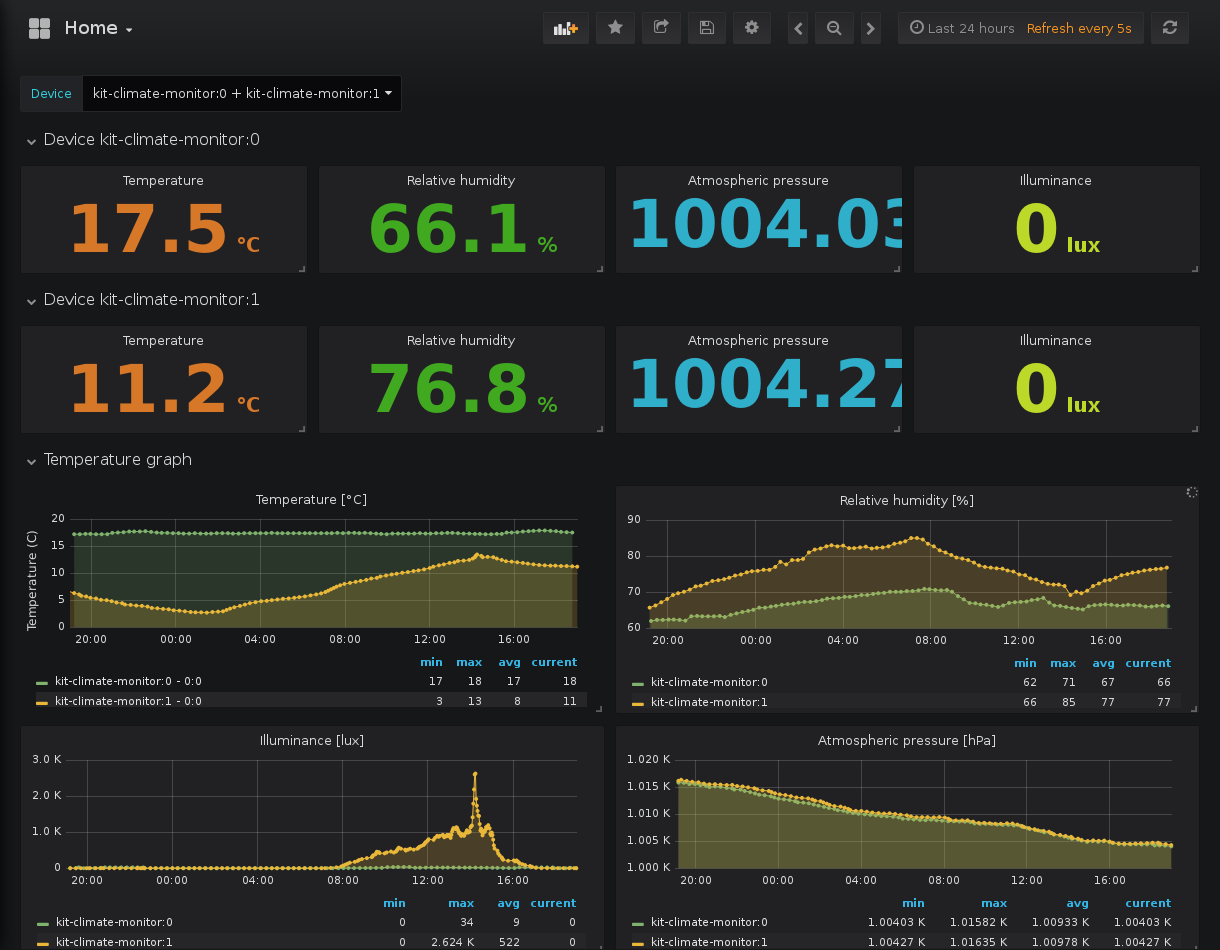 Home
Last 24 hours Refresh every 5s
Device kit-climate-monitor:0 + kit-climate-monitor:1
Device kit-climate-monitor:0
Temperature Relative humidity Atmospheric pressure Illuminance
17.5 °C 66.1 % 1004.03 0 lux
Device kit-climate-monitor:1
Temperature Relative humidity Atmospheric pressure Illuminance
11.2 °C 76.8 % 1004.27 0 lux
Temperature graph
Temperature [°C]
Temperature (C)
20
15
10
5
0
20:00 00:00 04:00 08:00 12:00 16:00
min max avg current
kit-climate-monitor:0 - 0:0 17 18 17 18
kit-climate-monitor:1 - 0:0 3 13 8 11
Relative humidity [%]
90
80
70
60
20:00 00:00 04:00 08:00 12:00 16:00
min max avg current
kit-climate-monitor:0 62 71 67 66
kit-climate-monitor:1 66 85 77 77
Illuminance [lux]
3.0 K
2.0 K
1.0 K
0
20:00 00:00 04:00 08:00 12:00 16:00
min max avg current
kit-climate-monitor:0 0 34 9 0
kit-climate-monitor:1 0 2.624 K 522 0
Atmospheric pressure [hPa]
1.020 K
1.015 K
1.010 K
1.005 K
1.000 K
20:00 00:00 04:00 08:00 12:00 16:00
min max avg current
kit-climate-monitor:0 1.00403 K 1.01582 K 1.00933 K 1.00403 K
kit-climate-monitor:1 1.00427 K 1.01635 K 1.00978 K 1.00427 K